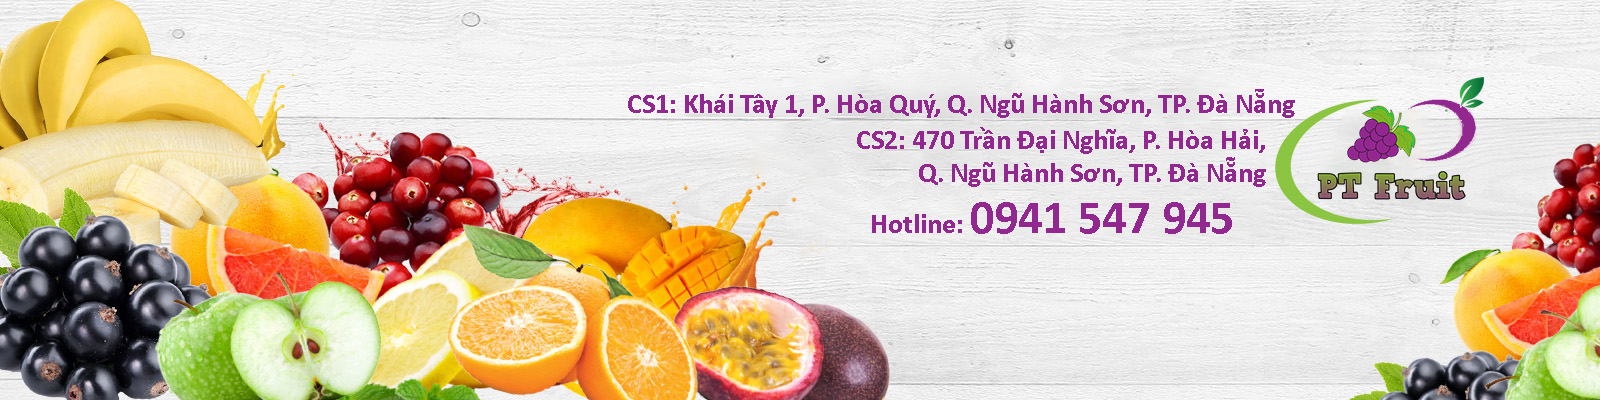 CS1: Khái Tây 1, P. Hòa Quý, Q. Ngũ Hành Sơn, TP. Đà Nẵng
CS2: 470 Trần Đại Nghĩa, P. Hòa Hải,
Q. Ngũ Hành Sơn, TP. Đà Nẵng
Hotline: 0941 547 945
PT Fruit